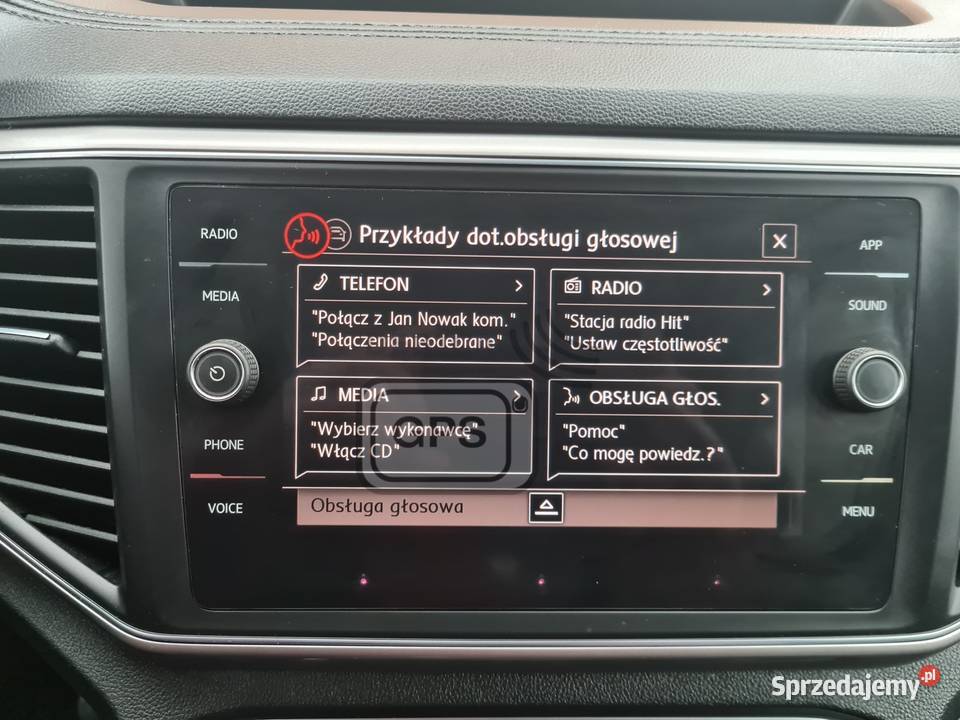 RADIO
MEDIA
PHONE
VOICE
Przykłady dot.obsługi głosowej
X
TELEFON >
"Połącz z Jan Nowak kom."
"Połączenia nieodebrane"
RADIO >
"Stacja radio Hit"
"Ustaw częstotliwość"
MEDIA >
"Wybierz wykonawcę"
"Włącz CD"
OBSŁUGA GŁOS. >
"Pomoc"
"Co mogę powiedz.?"
GPS
Obsługa głosowa
APP
SOUND
CAR
MENU
Sprzedajemy.pl